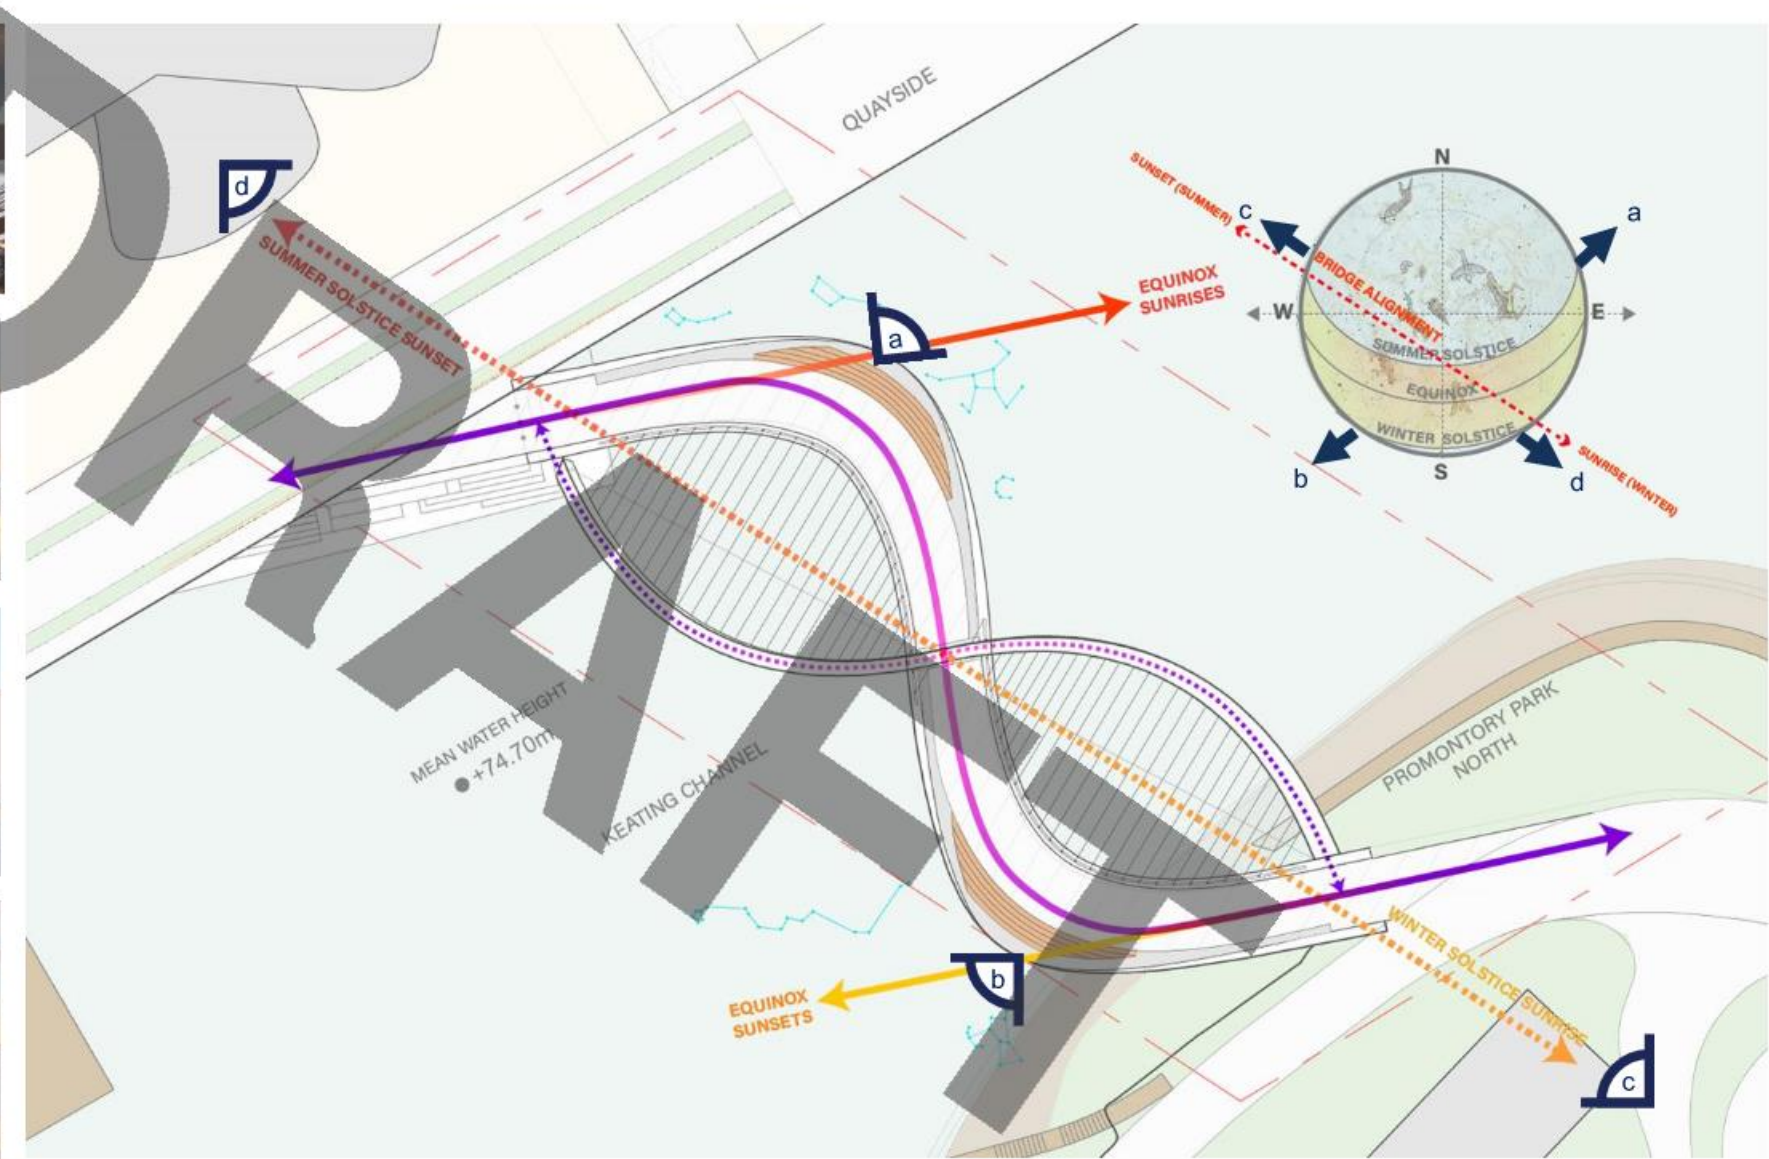 DRAFT
QUAYSIDE
d
SUMMER SOLSTICE SUNSET
a
EQUINOX
SUNRISES
N
SUNSET (SUMMER)
c
a
BRIDGE ALIGNMENT
W
E
SUMMER SOLSTICE
EQUINOX
WINTER SOLSTICE
b
S
d
SUNRISE (WINTER)
MEAN WATER HEIGHT
+74.70m
KEATING CHANNEL
PROMONTORY PARK
NORTH
EQUINOX
SUNSETS
b
WINTER SOLSTICE SUNRISE
c